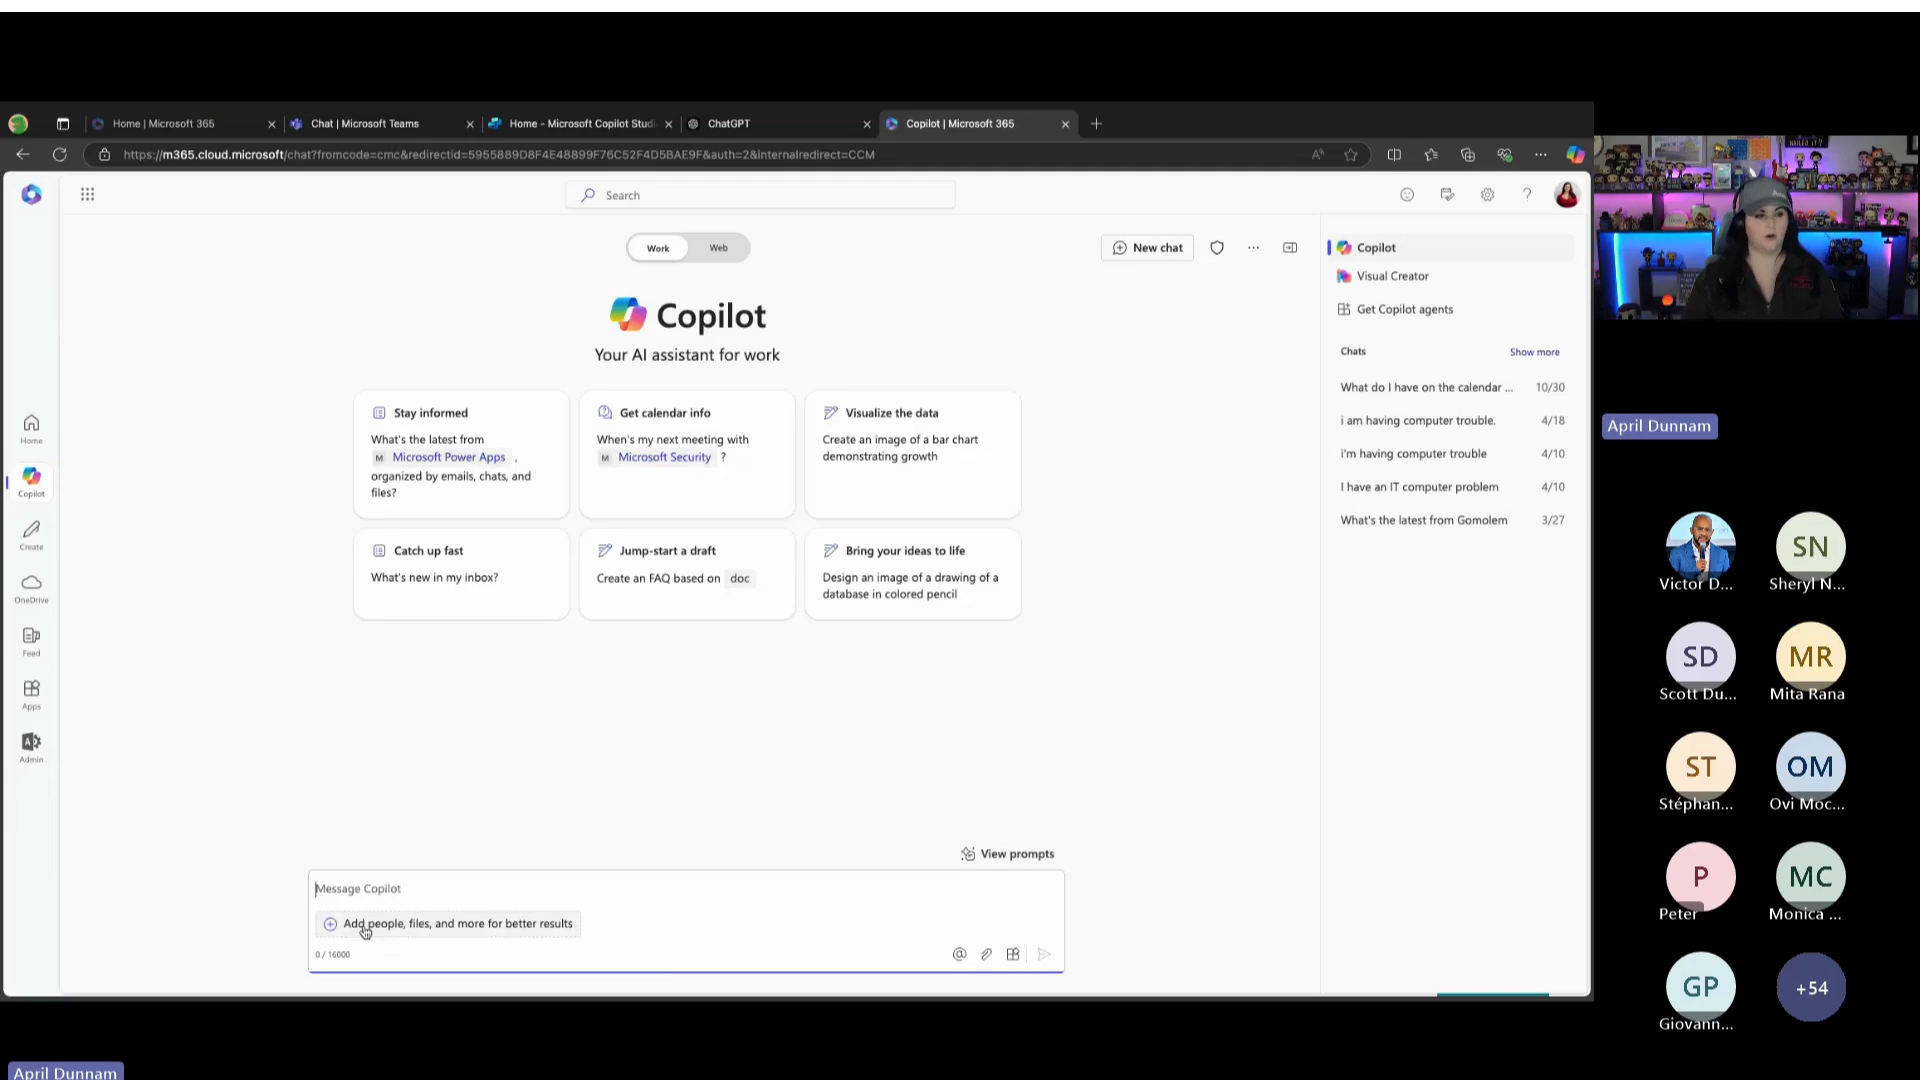 Home | Microsoft 365
Chat | Microsoft Teams
Home - Microsoft Copilot Studi
ChatGPT
Copilot | Microsoft 365
https://m365.cloud.microsoft/chat?fromcode=cmc&redirectid=5955889D8F4E48899F76C52F4D5BAE9F&auth=2&internalredirect=CCM
Search
Work
Web
New chat
Copilot
Your AI assistant for work
Stay informed
What's the latest from
M Microsoft Power Apps ,
organized by emails, chats, and
files?
Get calendar info
When's my next meeting with
M Microsoft Security ?
Visualize the data
Create an image of a bar chart
demonstrating growth
Catch up fast
What's new in my inbox?
Jump-start a draft
Create an FAQ based on doc
Bring your ideas to life
Design an image of a drawing of a
database in colored pencil
View prompts
Message Copilot
Add people, files, and more for better results
0 / 16000
Home
Copilot
Create
OneDrive
Feed
Apps
Admin
Copilot
Visual Creator
Get Copilot agents
Chats
Show more
What do I have on the calendar ... 10/30
i am having computer trouble. 4/18
i'm having computer trouble 4/10
I have an IT computer problem 4/10
What's the latest from Gomolem 3/27
April Dunnam
Victor D...
SN
Sheryl N...
SD
Scott Du...
MR
Mita Rana
ST
Stéphan...
OM
Ovi Moc...
P
Peter
MC
Monica ...
GP
Giovann...
+54
April Dunnam